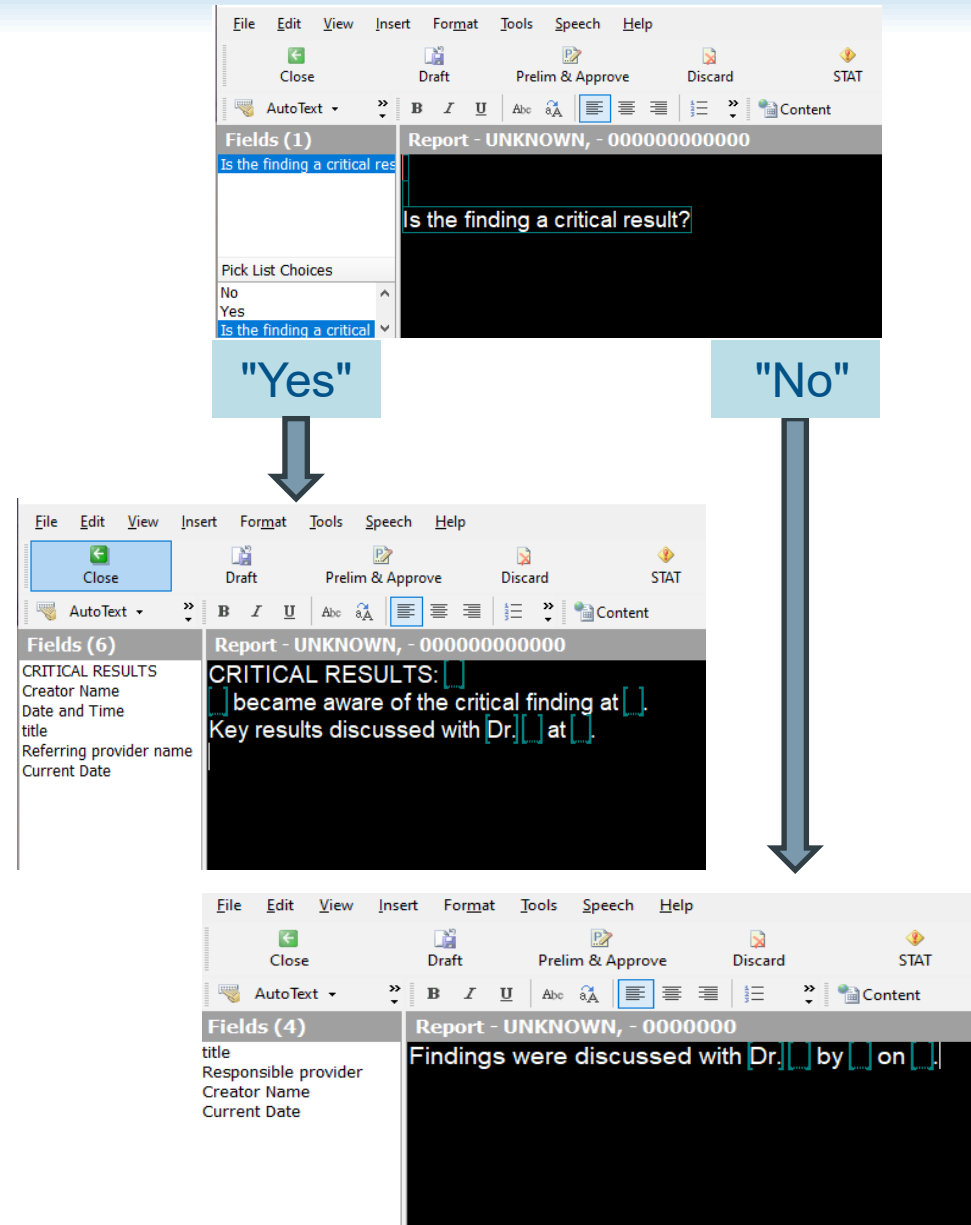 File Edit View Insert Format Tools Speech Help
Close Draft Prelim & Approve Discard STAT
AutoText B I U Abc Content
Fields (1) Report - UNKNOWN, - 000000000000
Is the finding a critical res
Is the finding a critical result?
Pick List Choices
No
Yes
Is the finding a critical
"Yes" "No"
File Edit View Insert Format Tools Speech Help
Close Draft Prelim & Approve Discard STAT
AutoText B I U Abc Content
Fields (6) Report - UNKNOWN, - 000000000000
CRITICAL RESULTS
Creator Name
Date and Time
title
Referring provider name
Current Date
CRITICAL RESULTS: [ ]
[ ] became aware of the critical finding at [ ].
Key results discussed with [Dr.][ ] at [ ].
File Edit View Insert Format Tools Speech Help
Close Draft Prelim & Approve Discard STAT
AutoText B I U Abc Content
Fields (4) Report - UNKNOWN, - 0000000
title
Responsible provider
Creator Name
Current Date
Findings were discussed with [Dr.][ ] by [ ] on [ ].